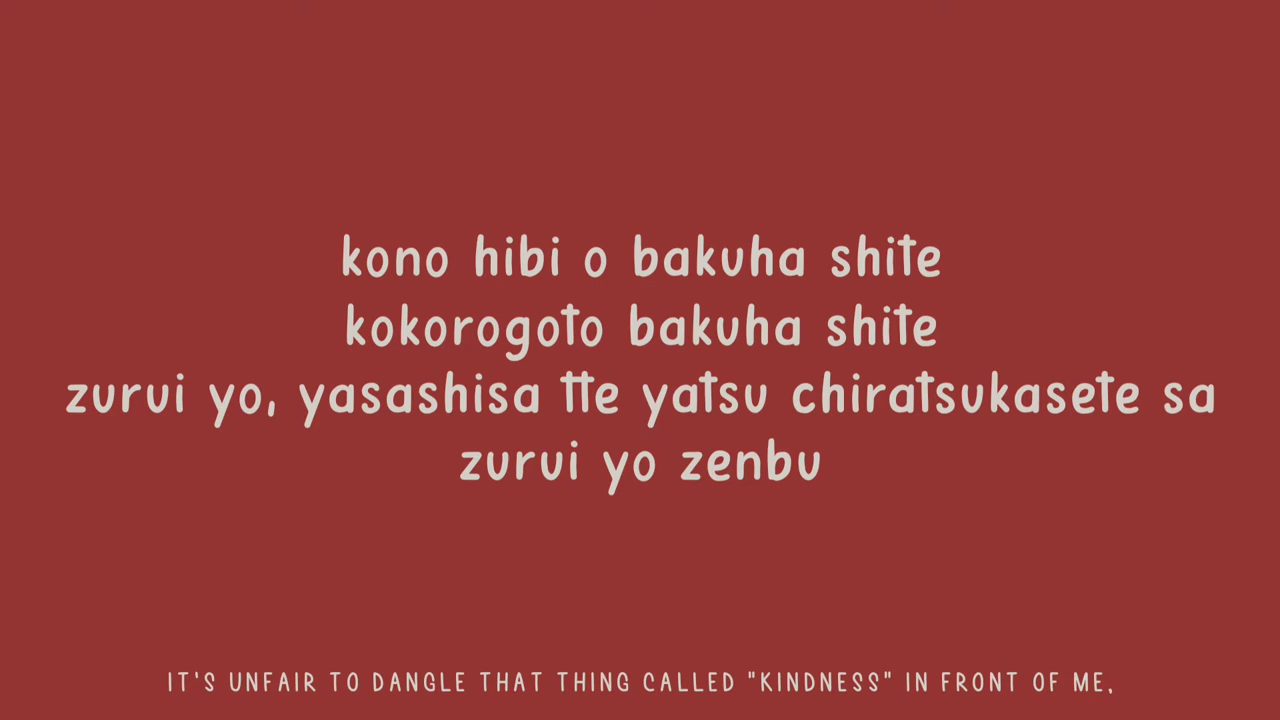 kono hibi o bakuha shite
kokorogoto bakuha shite
zurui yo, yasashisa tte yatsu chiratsukasete sa
zurui yo zenbu
IT'S UNFAIR TO DANGLE THAT THING CALLED "KINDNESS" IN FRONT OF ME,